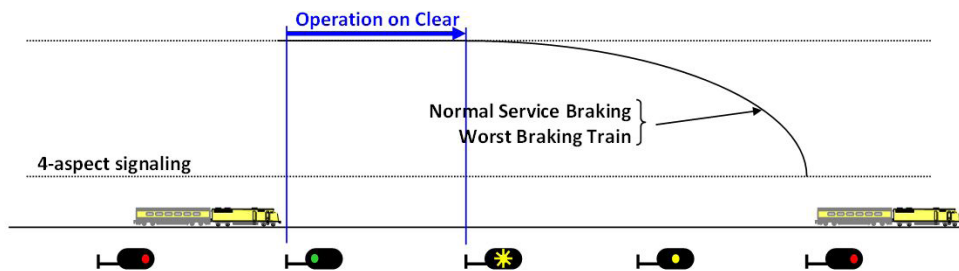 Operation on Clear
Normal Service Braking
Worst Braking Train
4-aspect signaling